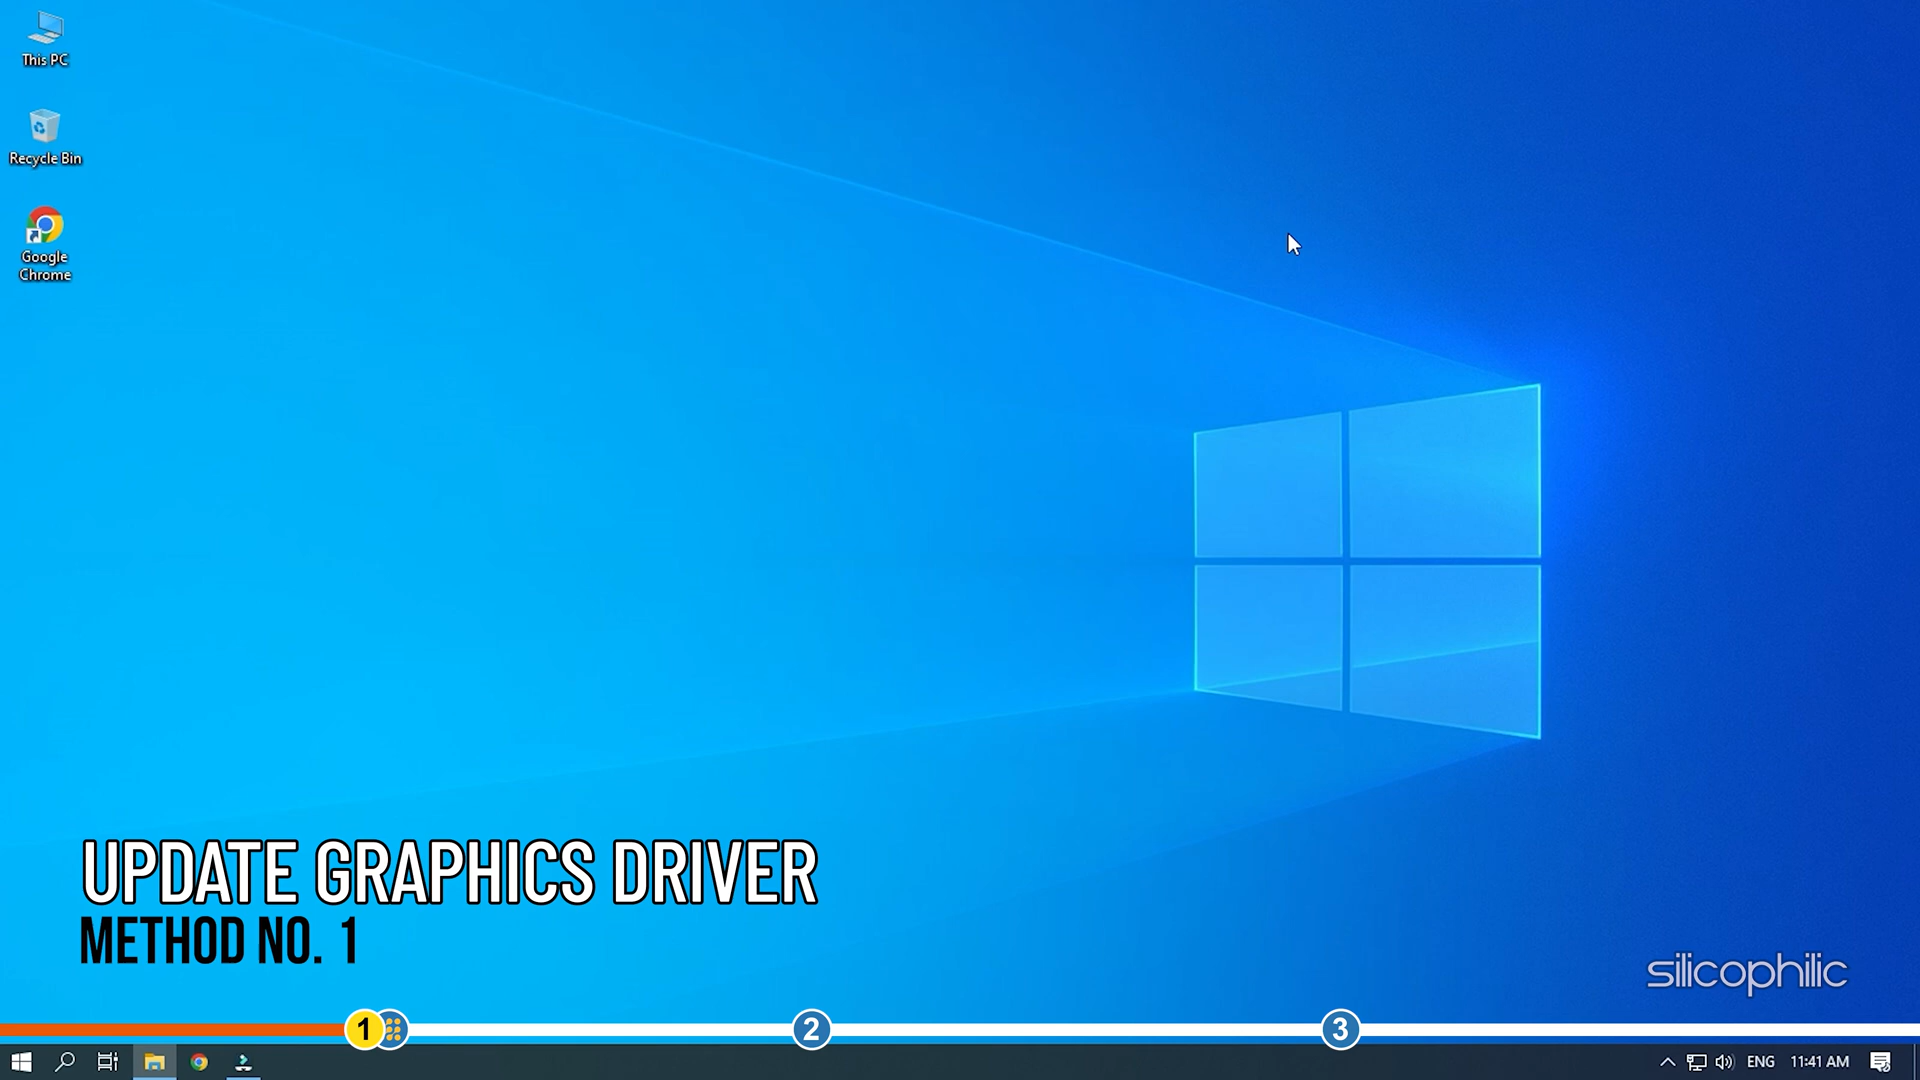 This PC
Recycle Bin
Google
Chrome
UPDATE GRAPHICS DRIVER
METHOD NO. 1
silicophilic
1
2
3
ENG
11:41 AM